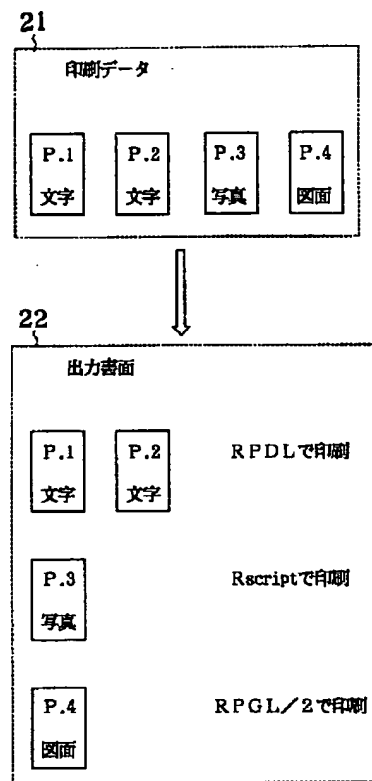 21
印刷データ
P.1 P.2 P.3 P.4
文字 文字 写真 図面
22
出力書面
P.1 P.2 RPDLで印刷
文字 文字
P.3 Rscriptで印刷
写真
P.4 RPGL/2で印刷
図面